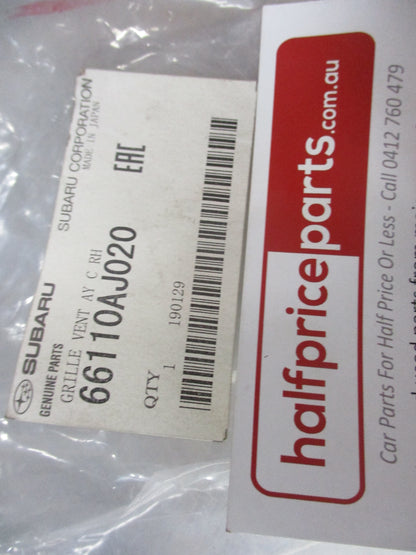 SUBARU
SUBARU CORPORATION
GENUINE PARTS
MADE IN JAPAN
GRILLE VENT AY C RH
66110AJ020
EAC
QTY
1
190129
halfpriceparts.com.au
Car Parts For Half Price Or Less - Call 0412 760 479